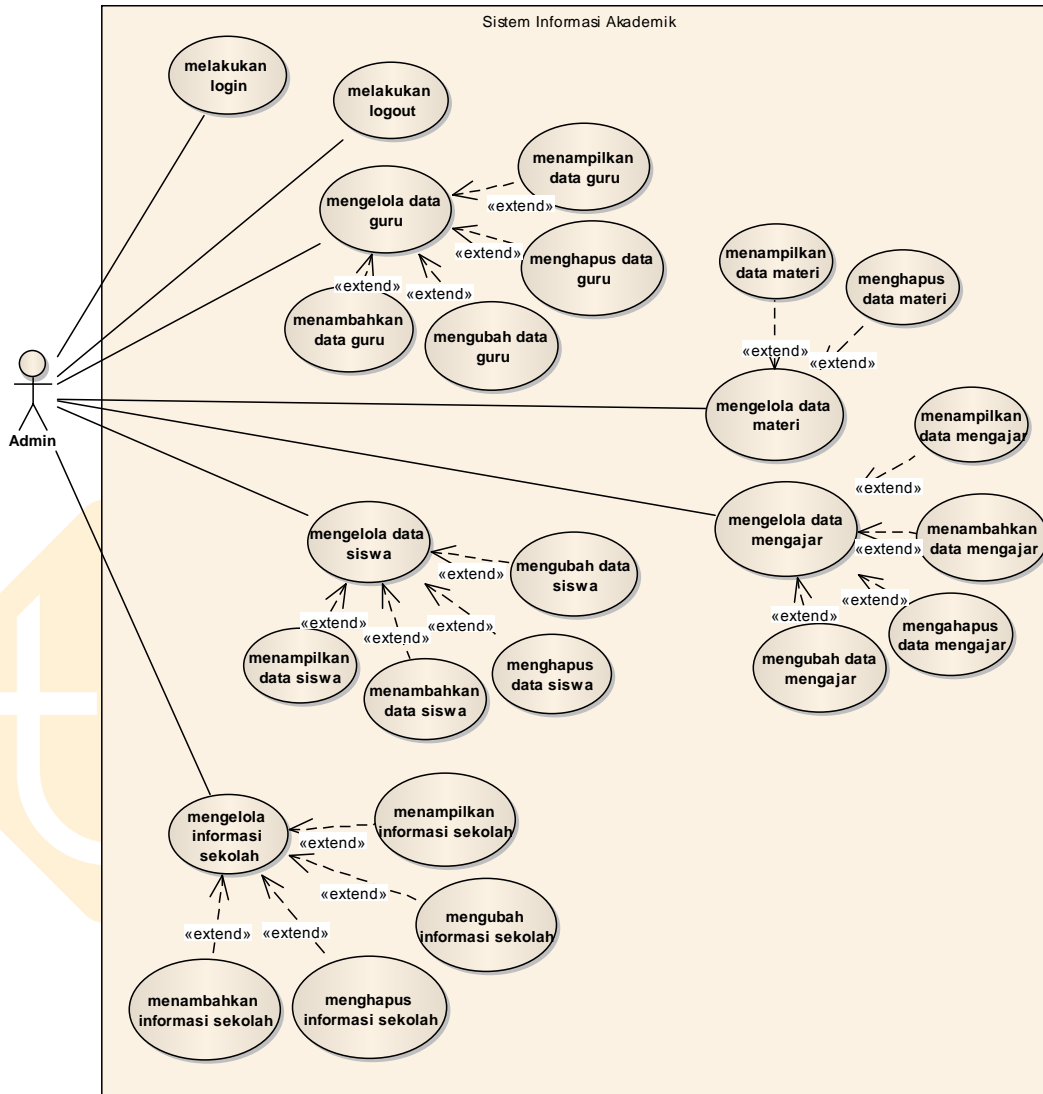 Sistem Informasi Akademik
melakukan
login
melakukan
logout
menampilkan
data guru
mengelola data
guru
«extend»
«extend»
menghapus data
guru
«extend»
«extend»
menambahkan
data guru
mengubah data
guru
menampilkan
data materi
menghapus
data materi
«extend»
«extend»
mengelola data
materi
Admin
menampilkan
data mengajar
«extend»
mengelola data
mengajar
menambahkan
data mengajar
«extend»
«extend»
mengahapus
data mengajar
«extend»
mengubah data
mengajar
mengelola data
siswa
mengubah data
siswa
«extend»
«extend»
«extend»
«extend»
menampilkan
data siswa
menambahkan
data siswa
menghapus
data siswa
mengelola
informasi
sekolah
menampilkan
informasi sekolah
«extend»
«extend»
mengubah
informasi sekolah
«extend»
«extend»
menambahkan
informasi sekolah
menghapus
informasi sekolah